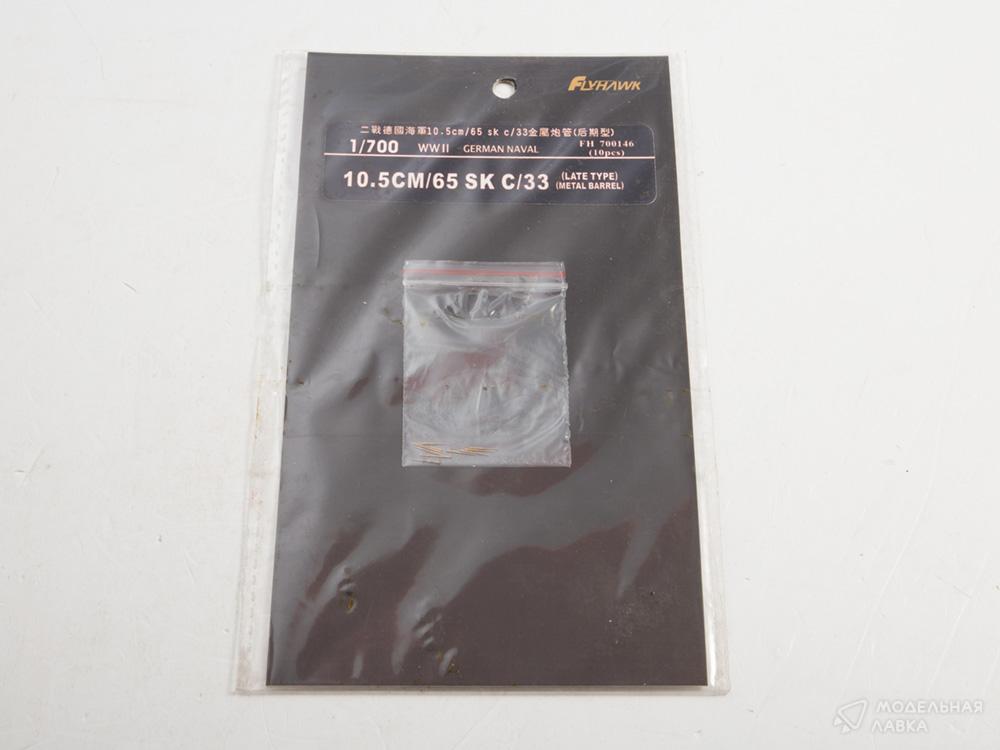 FLYHAWK
二戰德國海軍10.5cm/65 sk c/33金屬炮管(后期型)
1/700 WWII GERMAN NAVAL FH 700146
(10pcs)
10.5CM/65 SK C/33 (LATE TYPE)
(METAL BARREL)
МОДЕЛЬНАЯ
ЛАВКА